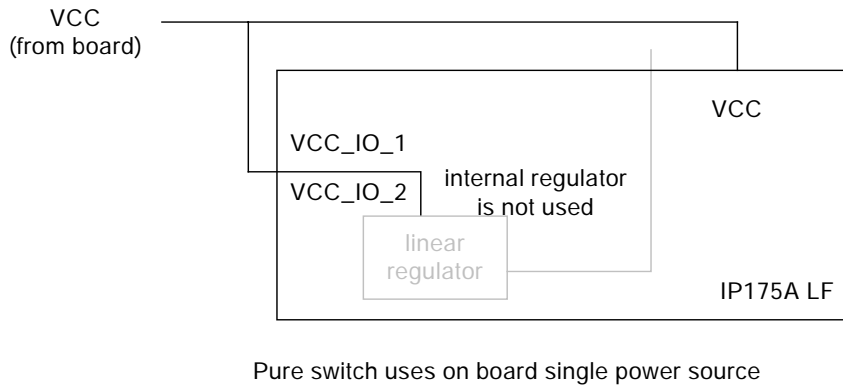 VCC
(from board)
VCC
VCC_IO_1
VCC_IO_2
internal regulator
is not used
linear
regulator
IP175A LF
Pure switch uses on board single power source